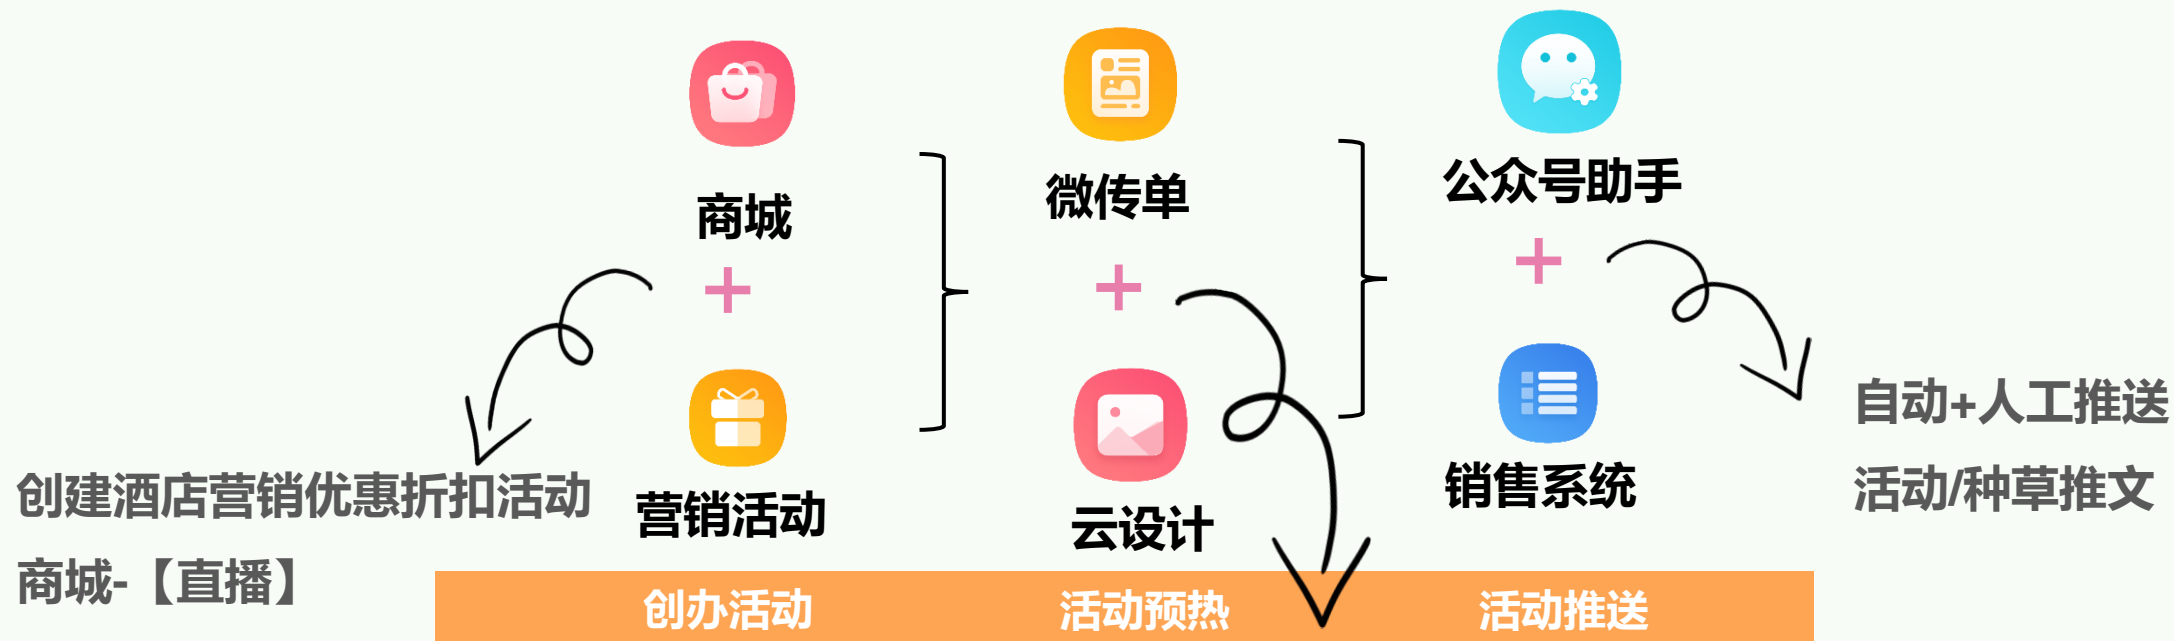 商城
+
营销活动
微传单
+
云设计
公众号助手
+
销售系统
创建酒店营销优惠折扣活动
商城-【直播】
自动+人工推送
活动/种草推文
创办活动
活动预热
活动推送